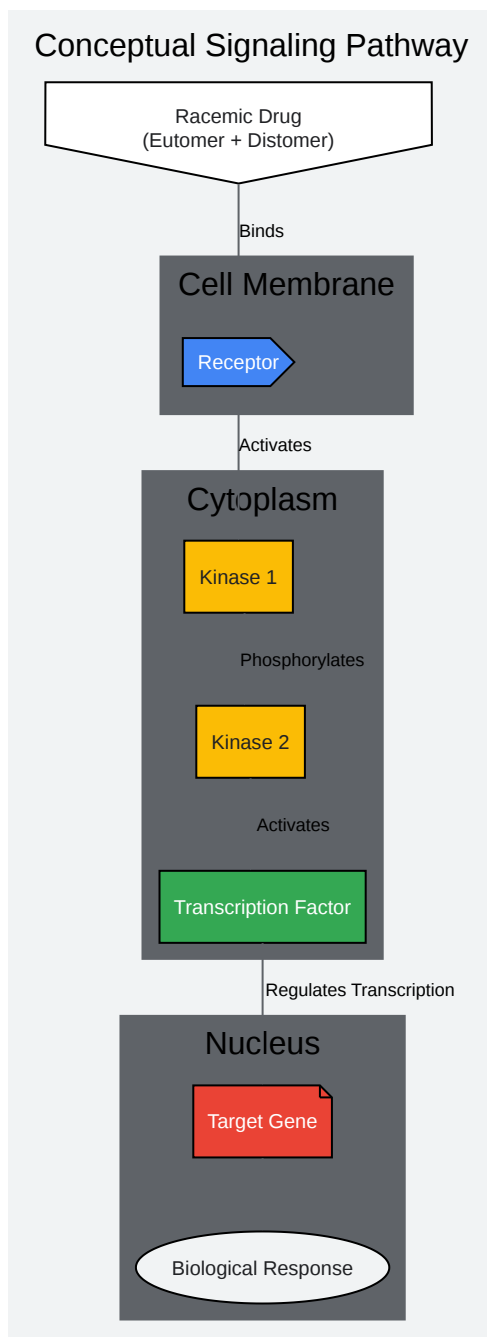 Conceptual Signaling Pathway
Racemic Drug
(Eutomer + Distomer)
Binds
Cell Membrane
Receptor
Activates
Cytoplasm
Kinase 1
Phosphorylates
Kinase 2
Activates
Transcription Factor
Regulates Transcription
Nucleus
Target Gene
Biological Response